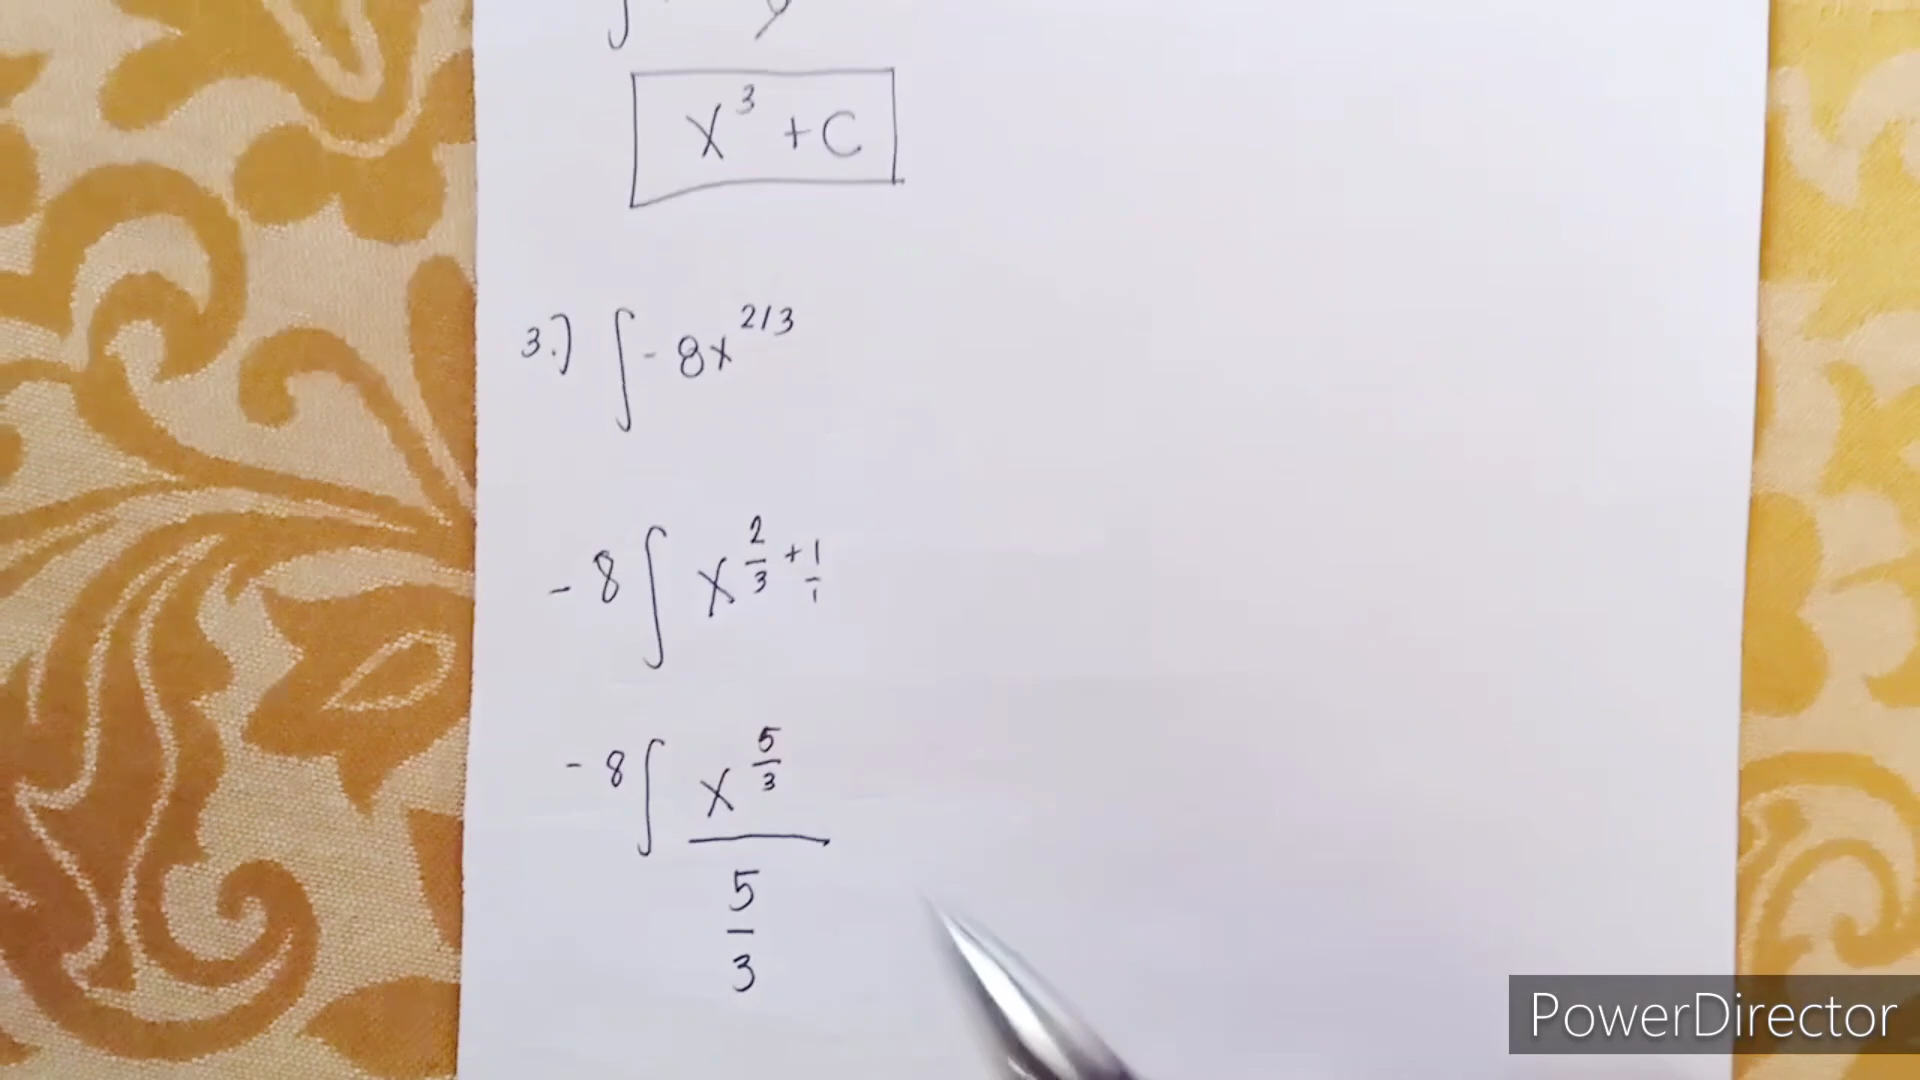 x³ + C
3.) ∫ - 8x^2/3
- 8 ∫ x^(2/3 + 1/1)
- 8 ∫ x^(5/3) / (5/3)
PowerDirector